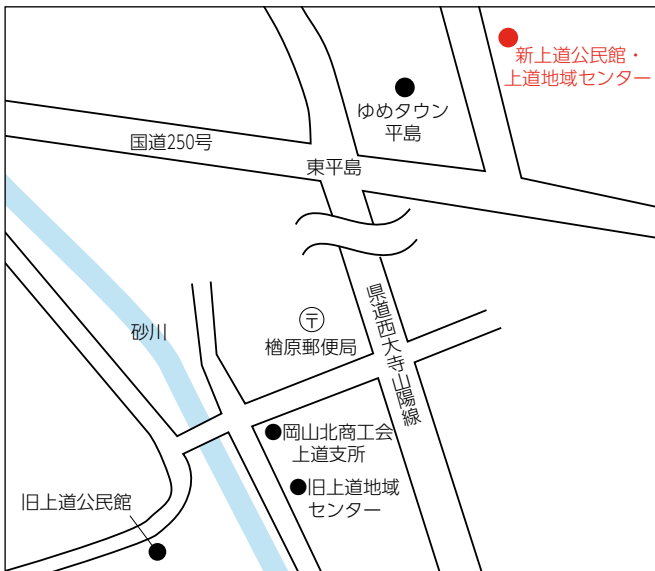 新上道公民館・
上道地域センター
ゆめタウン
平島
国道250号
東平島
県道西大寺山陽線
砂川
〒
楢原郵便局
岡山北商工会
上道支所
旧上道地域
センター
旧上道公民館